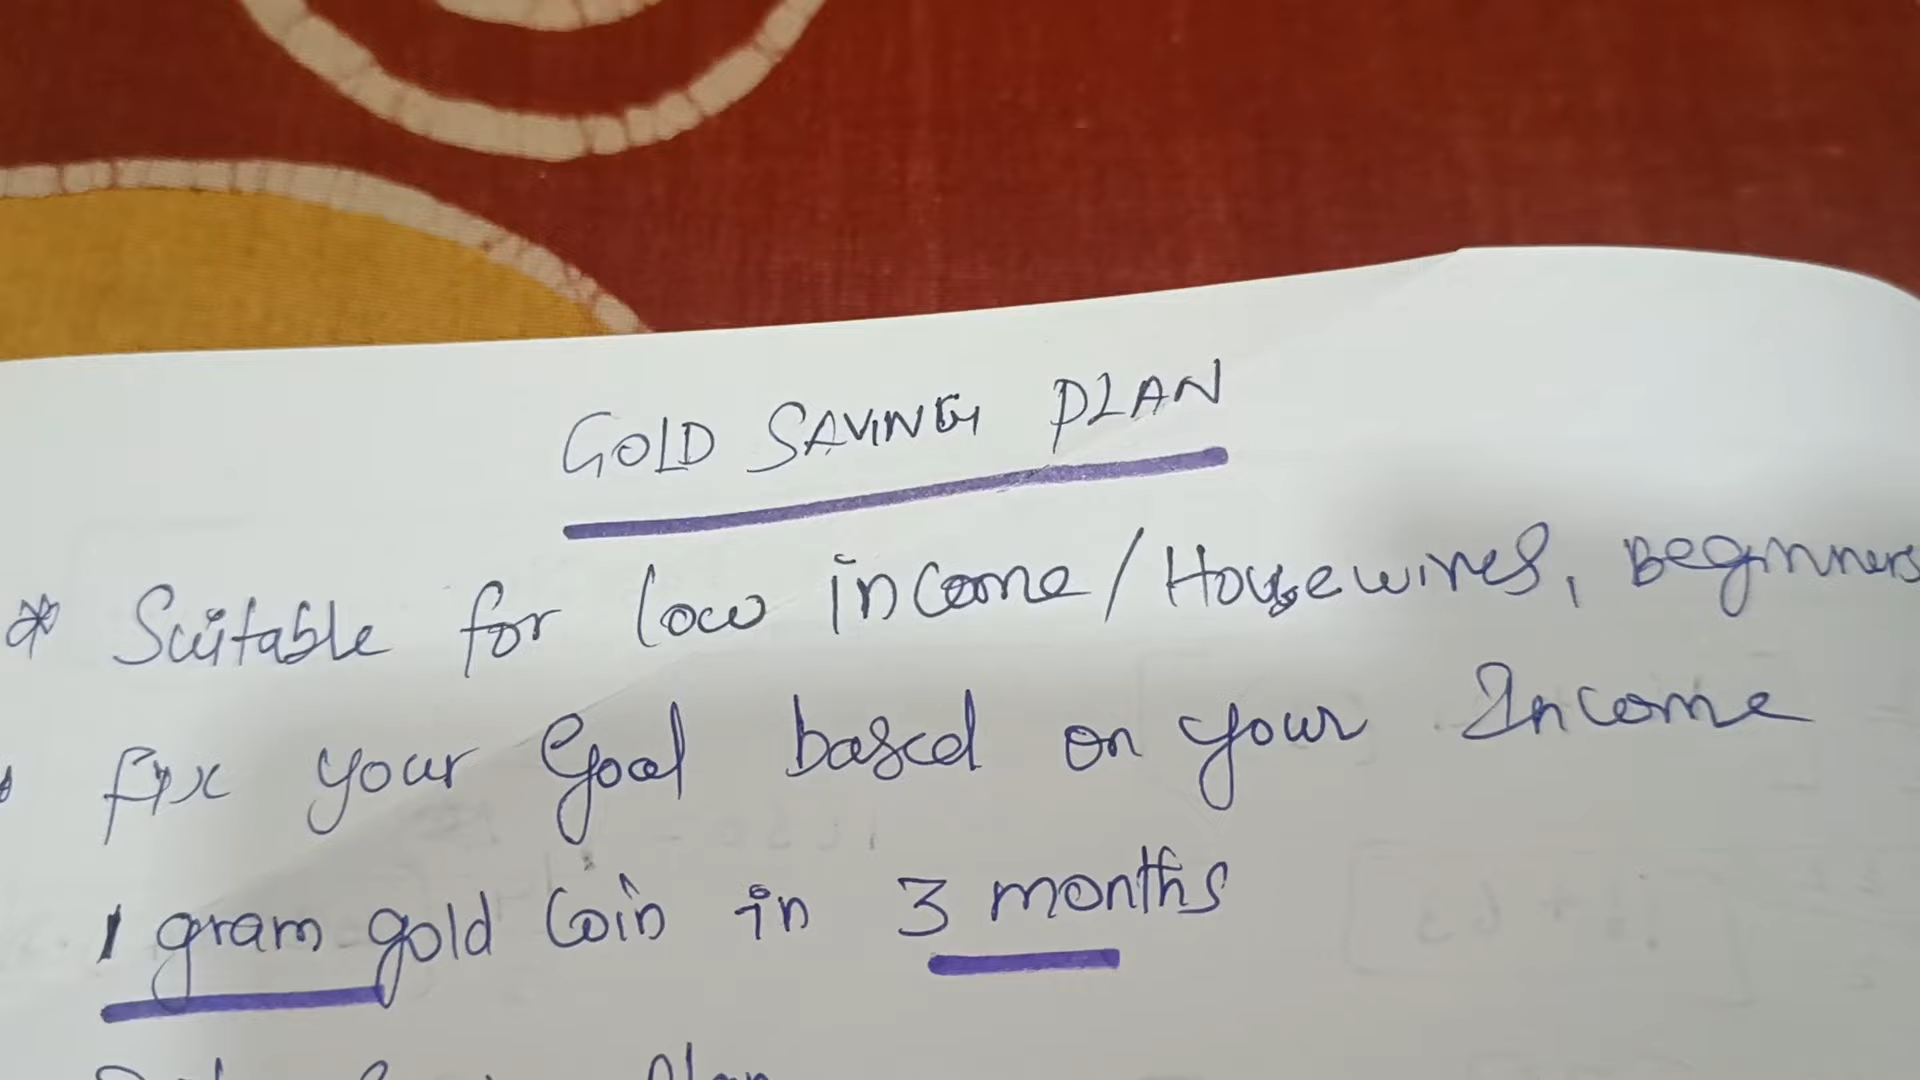 GOLD SAVING PLAN
* Suitable for low income/Housewives, Beginners
fix your Goal based on your Income
1 gram gold Coin in 3 months
Plan